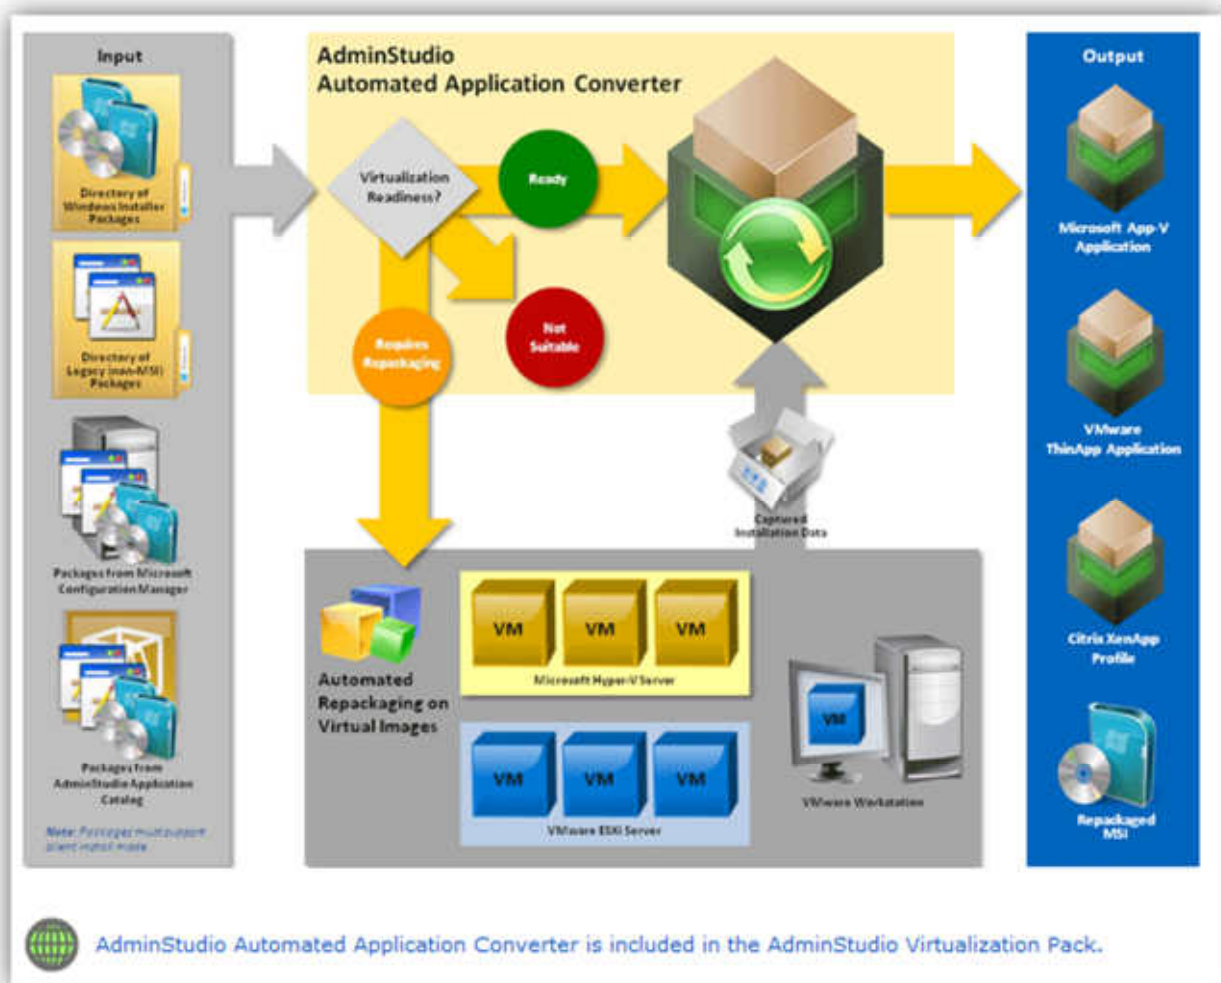 Input
Directory of
Windows Installer
Packages
Directory of
Legacy (non-MSI)
Packages
Packages from Microsoft
Configuration Manager
Packages from
AdminStudio Application
Catalog
Note: Packages must support
silent install mode
AdminStudio
Automated Application Converter
Virtualization
Readiness?
Ready
Not
Suitable
Requires
Repackaging
Captured
Installation Data
Automated
Repackaging on
Virtual Images
VM
VM
VM
Microsoft Hyper-V Server
VM
VM
VM
VMware ESXi Server
VM
VMware Workstation
Output
Microsoft App-V
Application
VMware
ThinApp Application
Citrix XenApp
Profile
Repackaged
MSI
AdminStudio Automated Application Converter is included in the AdminStudio Virtualization Pack.